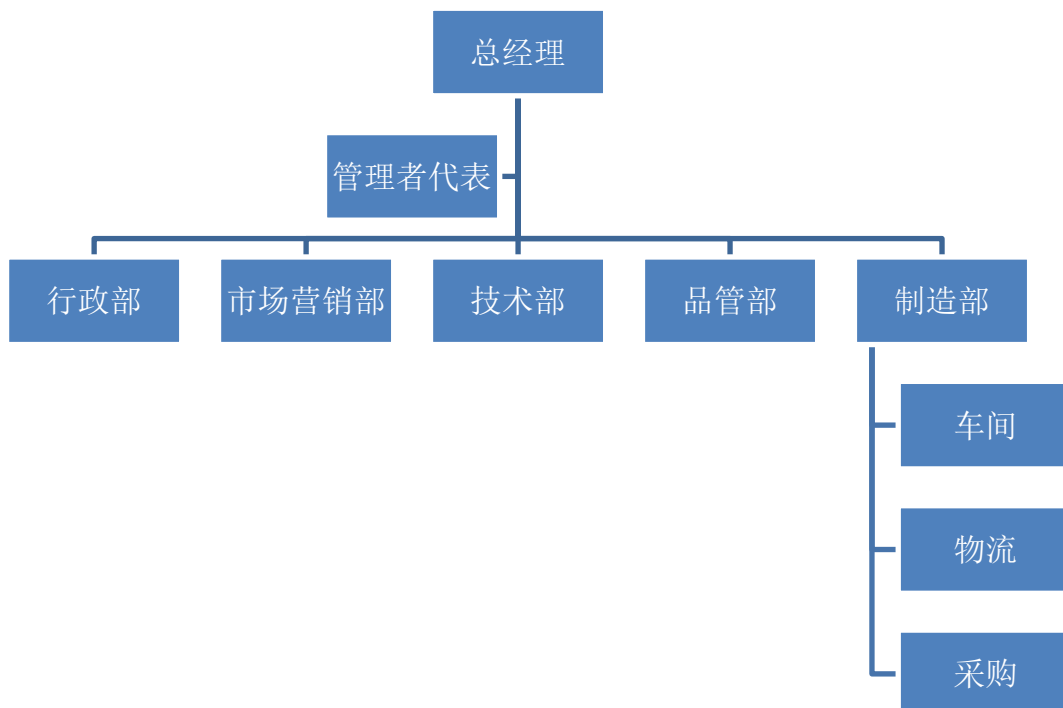 总经理
管理者代表
行政部
市场营销部
技术部
品管部
制造部
车间
物流
采购